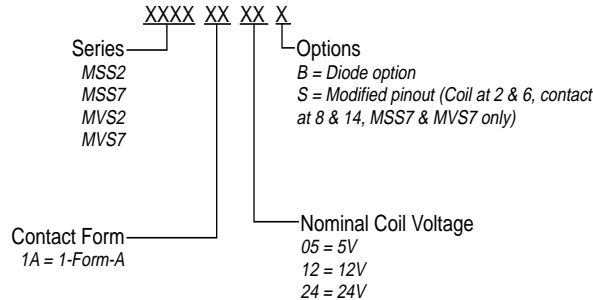 XXXX XX XX X
Series
MSS2
MSS7
MVS2
MVS7
Options
B = Diode option
S = Modified pinout (Coil at 2 & 6, contact
at 8 & 14, MSS7 & MVS7 only)
Contact Form
1A = 1-Form-A
Nominal Coil Voltage
05 = 5V
12 = 12V
24 = 24V